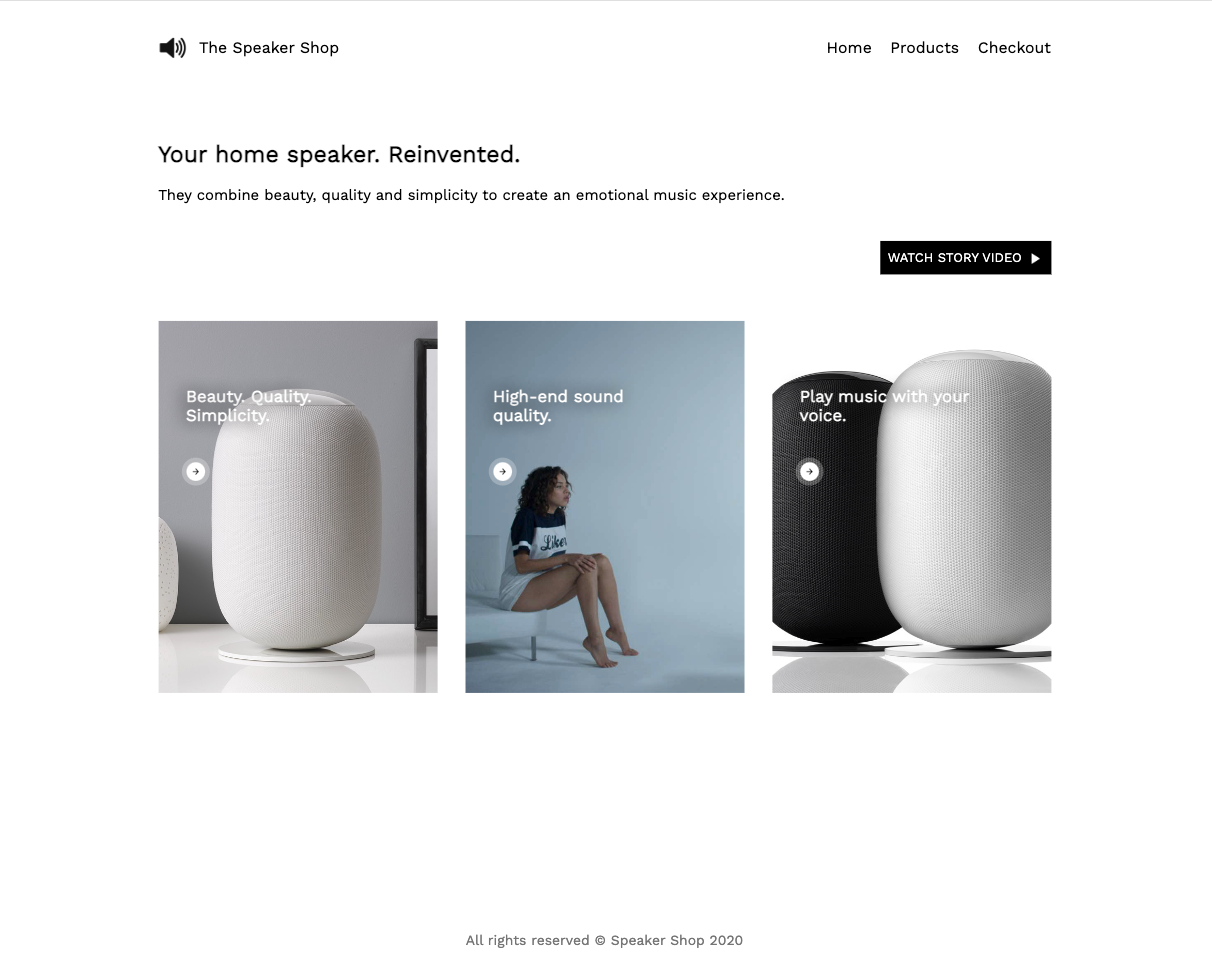 The Speaker Shop
Home Products Checkout
Your home speaker. Reinvented.
They combine beauty, quality and simplicity to create an emotional music experience.
WATCH STORY VIDEO
Beauty. Quality.
Simplicity.
High-end sound
quality.
Liker
Play music with your
voice.
All rights reserved © Speaker Shop 2020